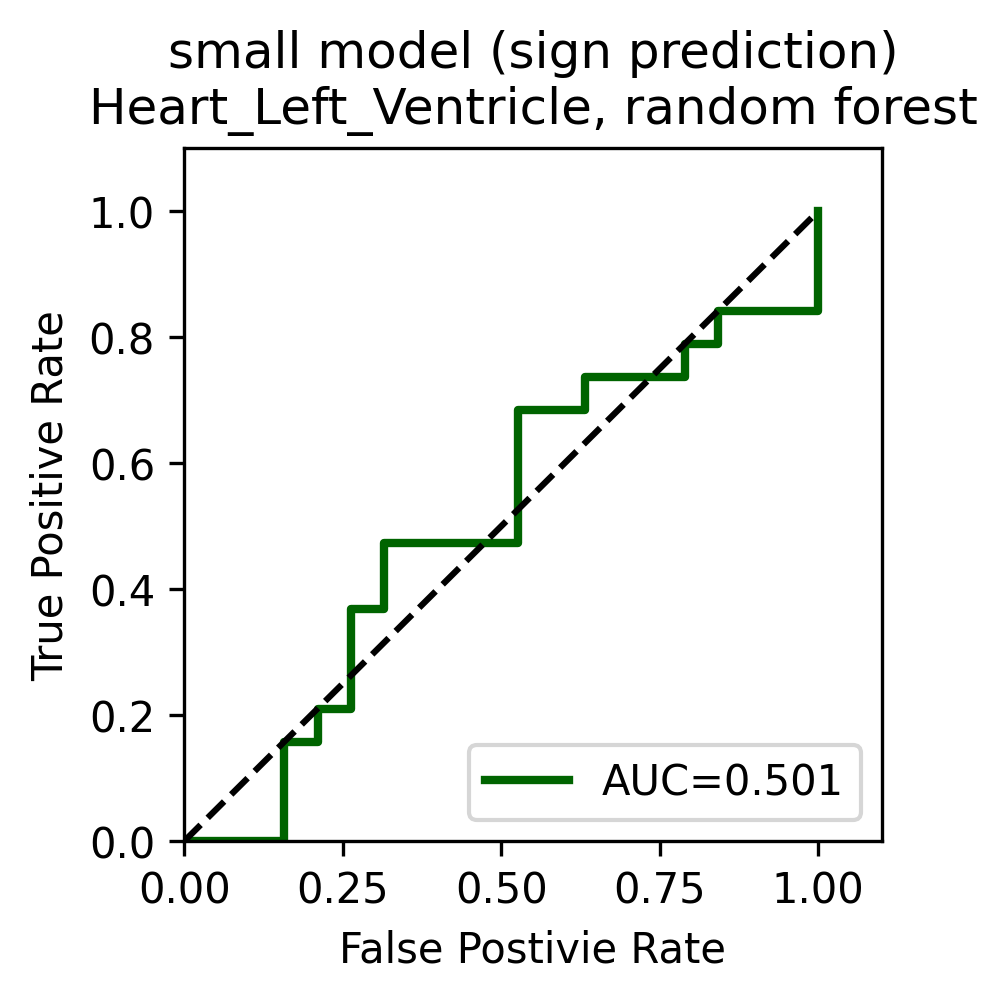 small model (sign prediction)
Heart_Left_Ventricle, random forest
True Positive Rate
1.0
0.8
0.6
0.4
0.2
0.0
AUC=0.501
0.00 0.25 0.50 0.75 1.00
False Postivie Rate